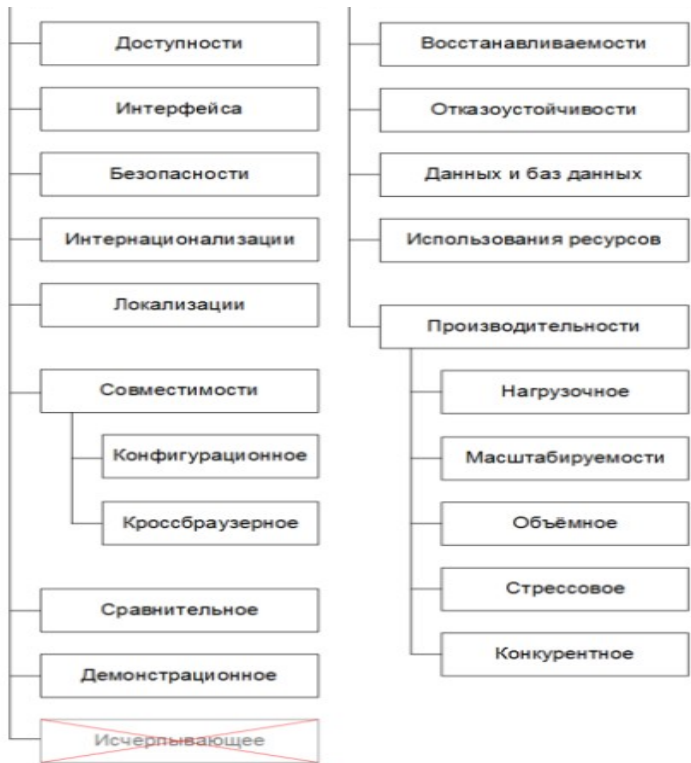 Доступности
Интерфейса
Безопасности
Интернационализации
Локализации
Совместимости
Конфигурационное
Кроссбраузерное
Сравнительное
Демонстрационное
Исчерпывающее
Восстанавливаемости
Отказоустойчивости
Данных и баз данных
Использования ресурсов
Производительности
Нагрузочное
Масштабируемости
Объёмное
Стрессовое
Конкурентное